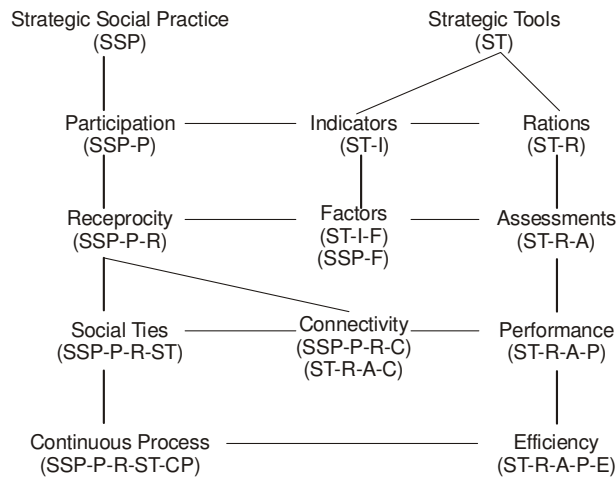 Strategic Social Practice
(SSP)
Strategic Tools
(ST)
Participation
(SSP-P)
Indicators
(ST-I)
Rations
(ST-R)
Receprocity
(SSP-P-R)
Factors
(ST-I-F)
(SSP-F)
Assessments
(ST-R-A)
Social Ties
(SSP-P-R-ST)
Connectivity
(SSP-P-R-C)
(ST-R-A-C)
Performance
(ST-R-A-P)
Continuous Process
(SSP-P-R-ST-CP)
Efficiency
(ST-R-A-P-E)